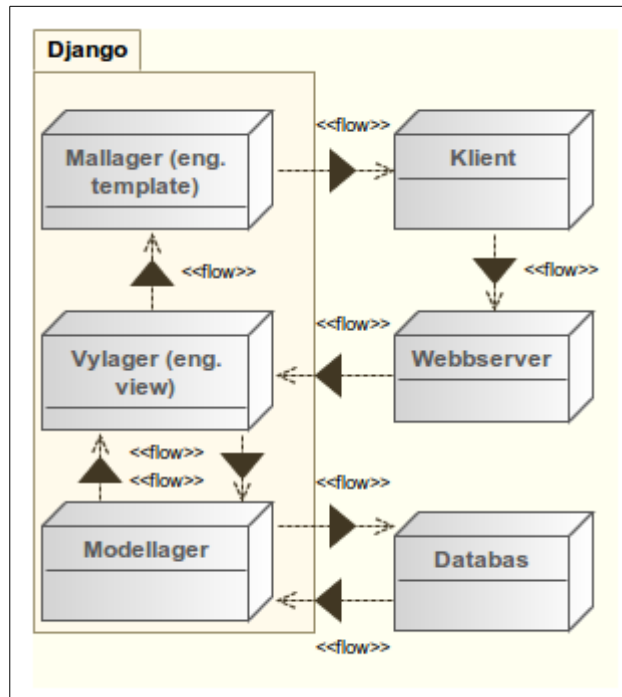 Django
<<flow>>
Mallager (eng.
template)
Klient
<<flow>>
<<flow>>
<<flow>>
Vylager (eng.
view)
Webbserver
<<flow>>
<<flow>>
<<flow>>
Modellager
Databas
<<flow>>